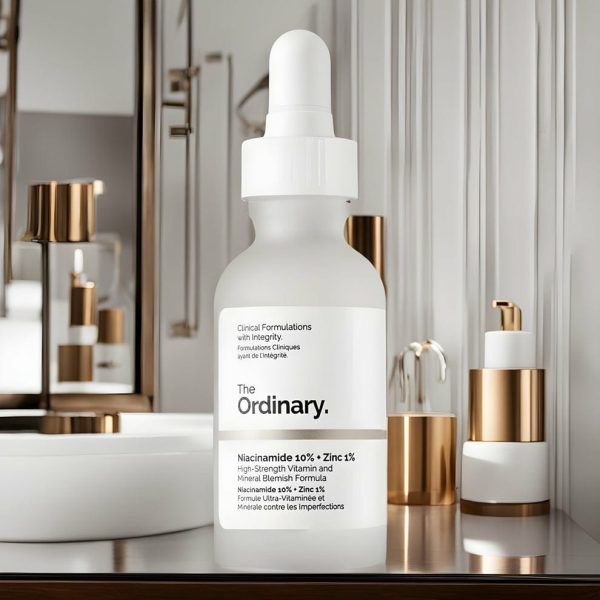 Clinical Formulations
with Integrity.
Formulations Cliniques
ayant de l'intégrité.
The
Ordinary.
Niacinamide 10% + Zinc 1%
High-Strength Vitamin and
Mineral Blemish Formula
Niacinamide 10% + Zinc 1%
Formule Ultra-Vitaminée et
Minérale contre les Imperfections